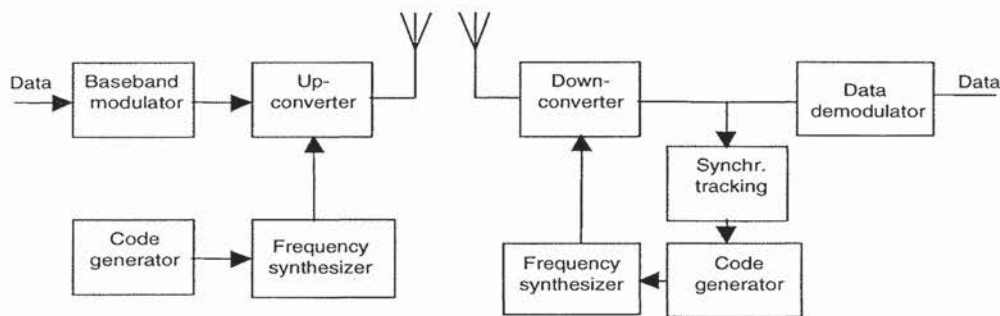 Data
Baseband
modulator
Up-
converter
Code
generator
Frequency
synthesizer
Down-
converter
Data
demodulator
Data
Synchr.
tracking
Frequency
synthesizer
Code
generator